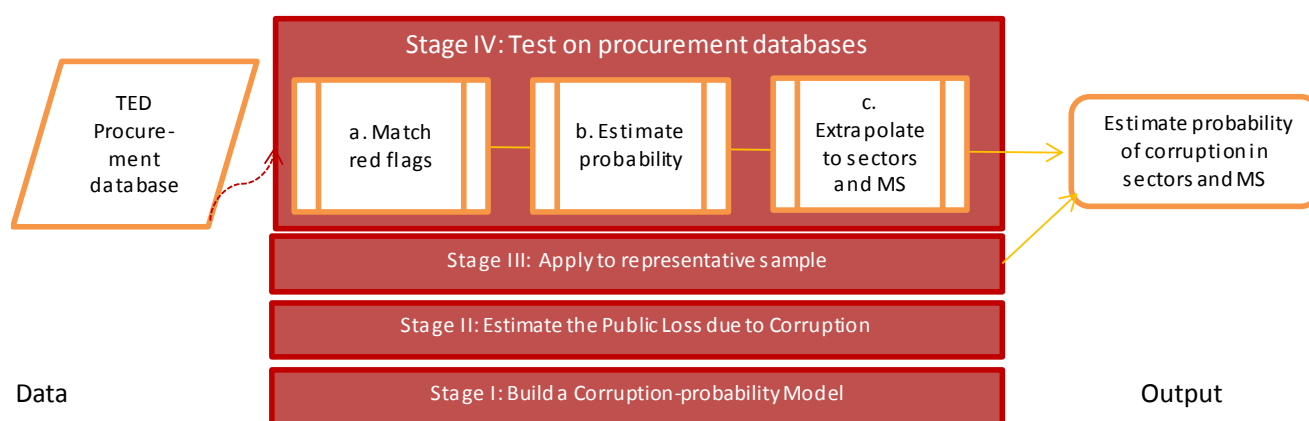 Stage IV: Test on procurement databases
TED
Procure-
ment
database
a. Match
red flags
b. Estimate
probability
c.
Extrapolate
to sectors
and MS
Estimate probability
of corruption in
sectors and MS
Stage III: Apply to representative sample
Stage II: Estimate the Public Loss due to Corruption
Stage I: Build a Corruption-probability Model
Data
Output